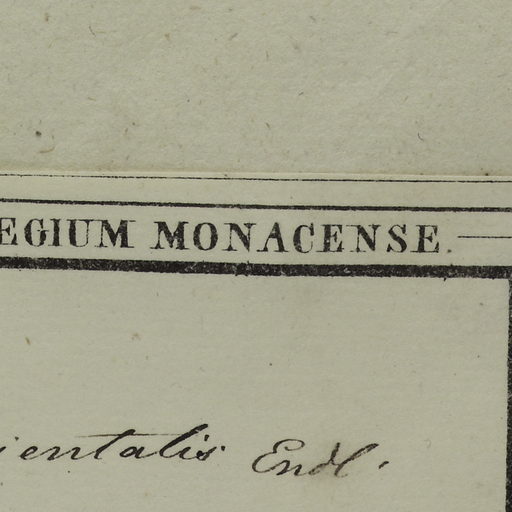 EGIUM MONACENSE.
ientalis Endl.